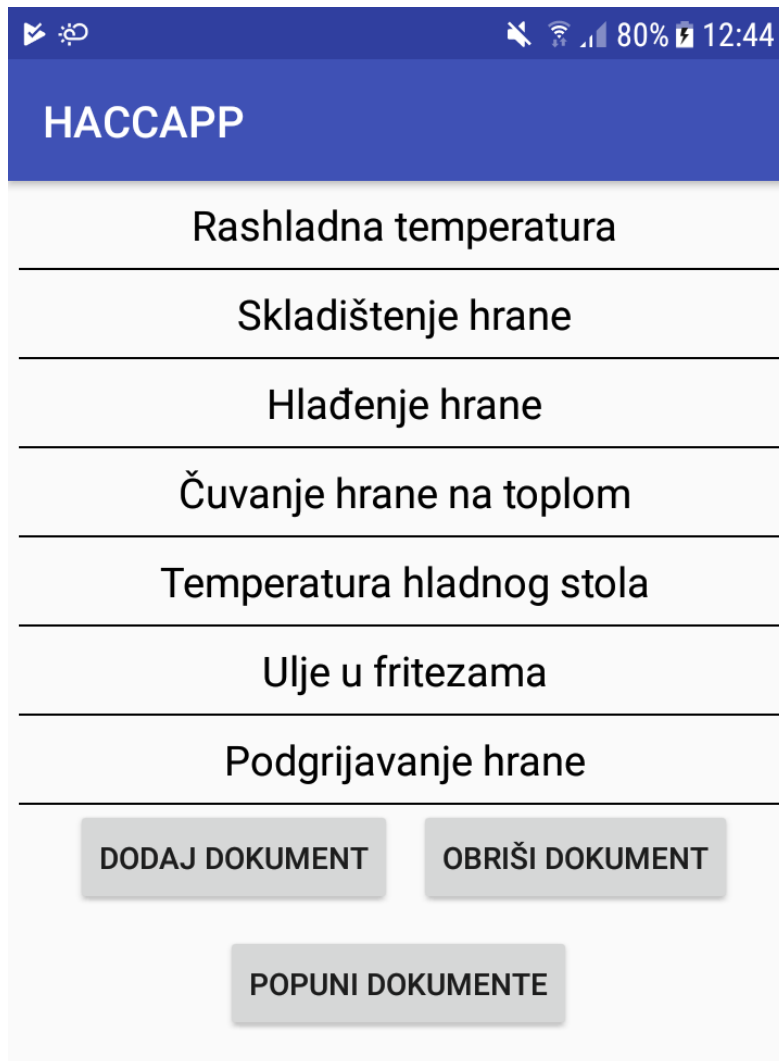 80% 12:44
HACCAPP
Rashladna temperatura
Skladištenje hrane
Hlađenje hrane
Čuvanje hrane na toplom
Temperatura hladnog stola
Ulje u fritezama
Podgrijavanje hrane
DODAJ DOKUMENT OBRIŠI DOKUMENT
POPUNI DOKUMENTE